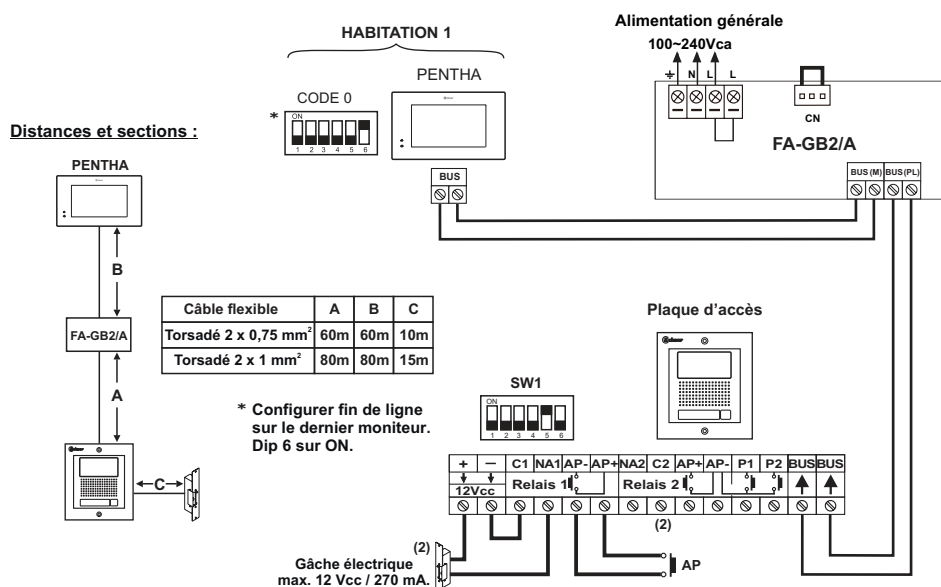 Alimentation générale
100~240Vca
N L L
CN
FA-GB2/A
BUS (M) BUS (PL)
HABITATION 1
PENTHA
CODE 0
*
ON
1 2 3 4 5 6
BUS
Distances et sections :
PENTHA
B
FA-GB2/A
A
C
Câble flexible A B C
Torsadé 2 x 0,75 mm² 60m 60m 10m
Torsadé 2 x 1 mm² 80m 80m 15m
* Configurer fin de ligne
sur le dernier moniteur.
Dip 6 sur ON.
Plaque d'accès
SW1
ON
1 2 3 4 5 6
+ − C1 NA1 AP- AP+ NA2 C2 AP+ AP- P1 P2 BUS BUS
12Vcc Relais 1 Relais 2
(2)
(2)
Gâche électrique
max. 12 Vcc / 270 mA.
AP